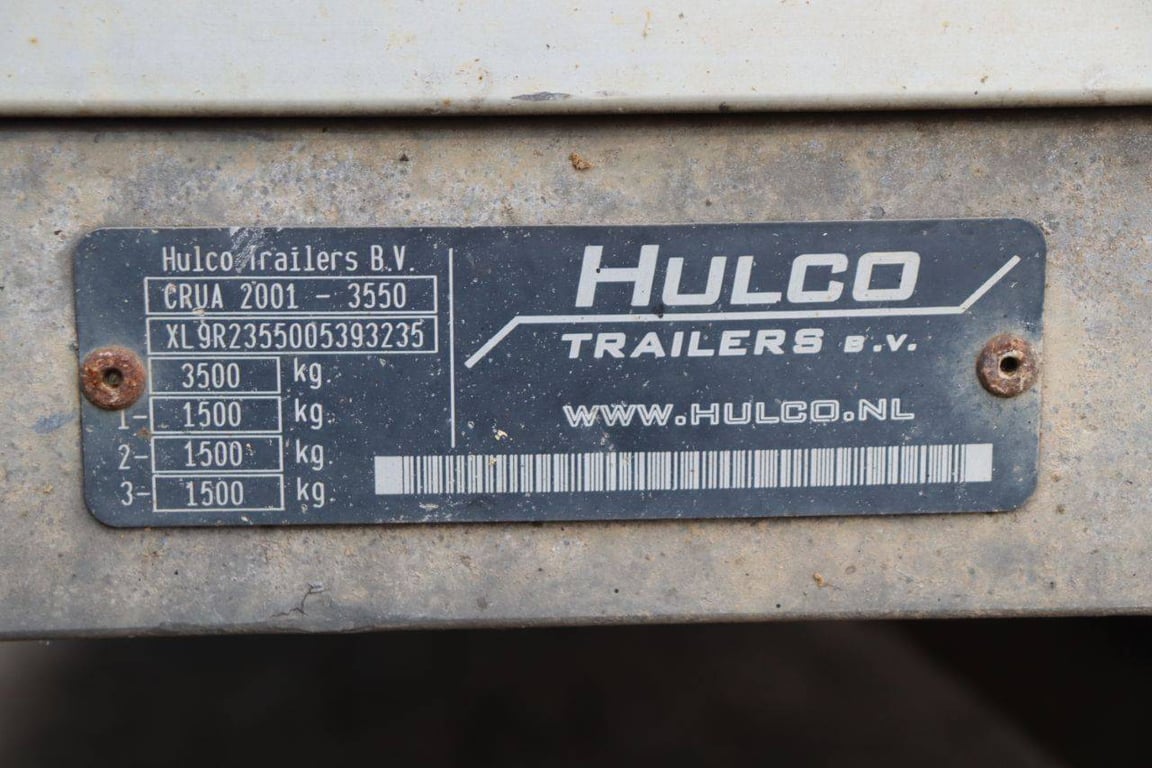 Hulco Trailers B.V.
CRUA 2001 - 3550
XL9R2355005393235
3500 kg.
1- 1500 kg.
2- 1500 kg.
3- 1500 kg.
HULCO
TRAILERS B.V.
WWW.HULCO.NL